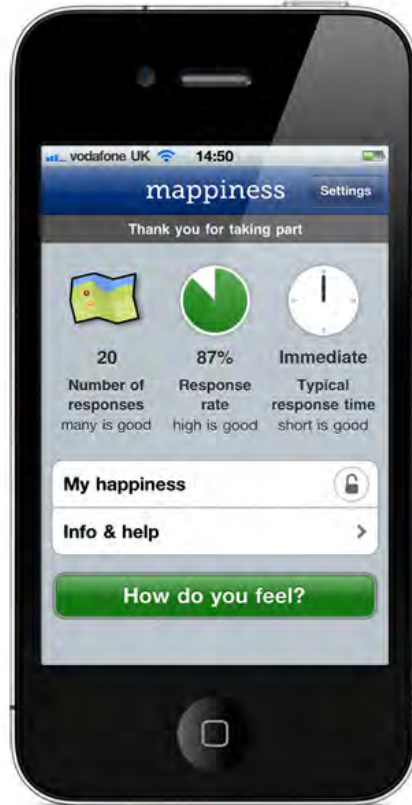 vodafone UK 14:50
mappiness Settings
Thank you for taking part
20 87% Immediate
Number of responses Response rate Typical response time
many is good high is good short is good
My happiness
Info & help
How do you feel?